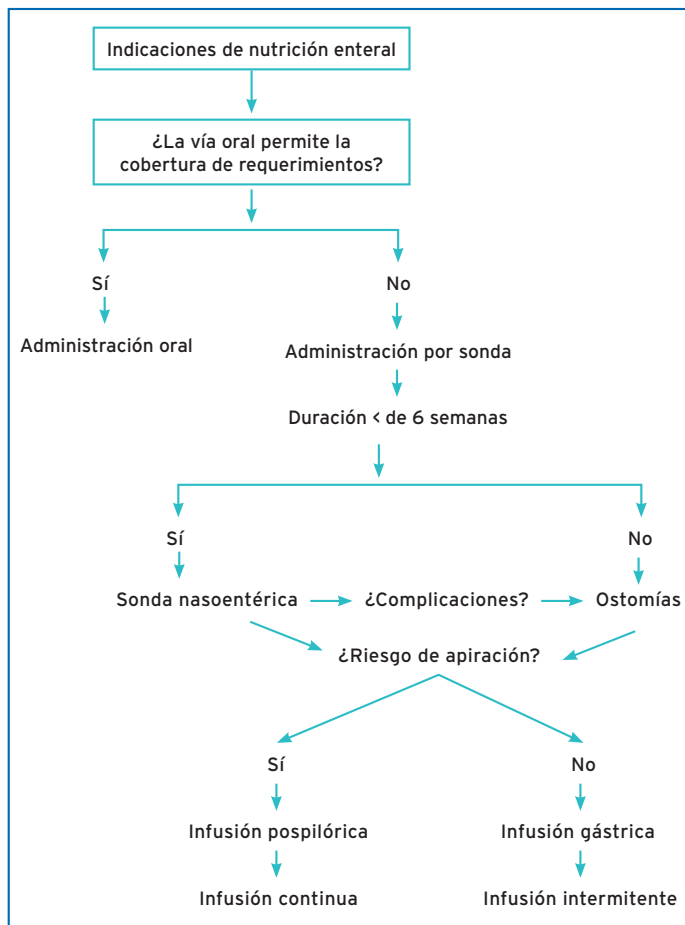 Indicaciones de nutrición enteral
¿La vía oral permite la
cobertura de requerimientos?
Sí
No
Administración oral
Administración por sonda
Duración < de 6 semanas
Sí
No
Sonda nasoentérica
¿Complicaciones?
Ostomías
¿Riesgo de apiración?
Sí
No
Infusión pospilórica
Infusión gástrica
Infusión continua
Infusión intermitente